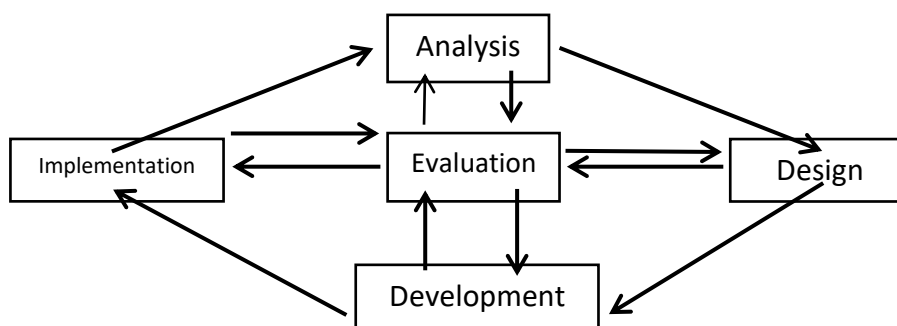 Analysis
Implementation
Evaluation
Design
Development